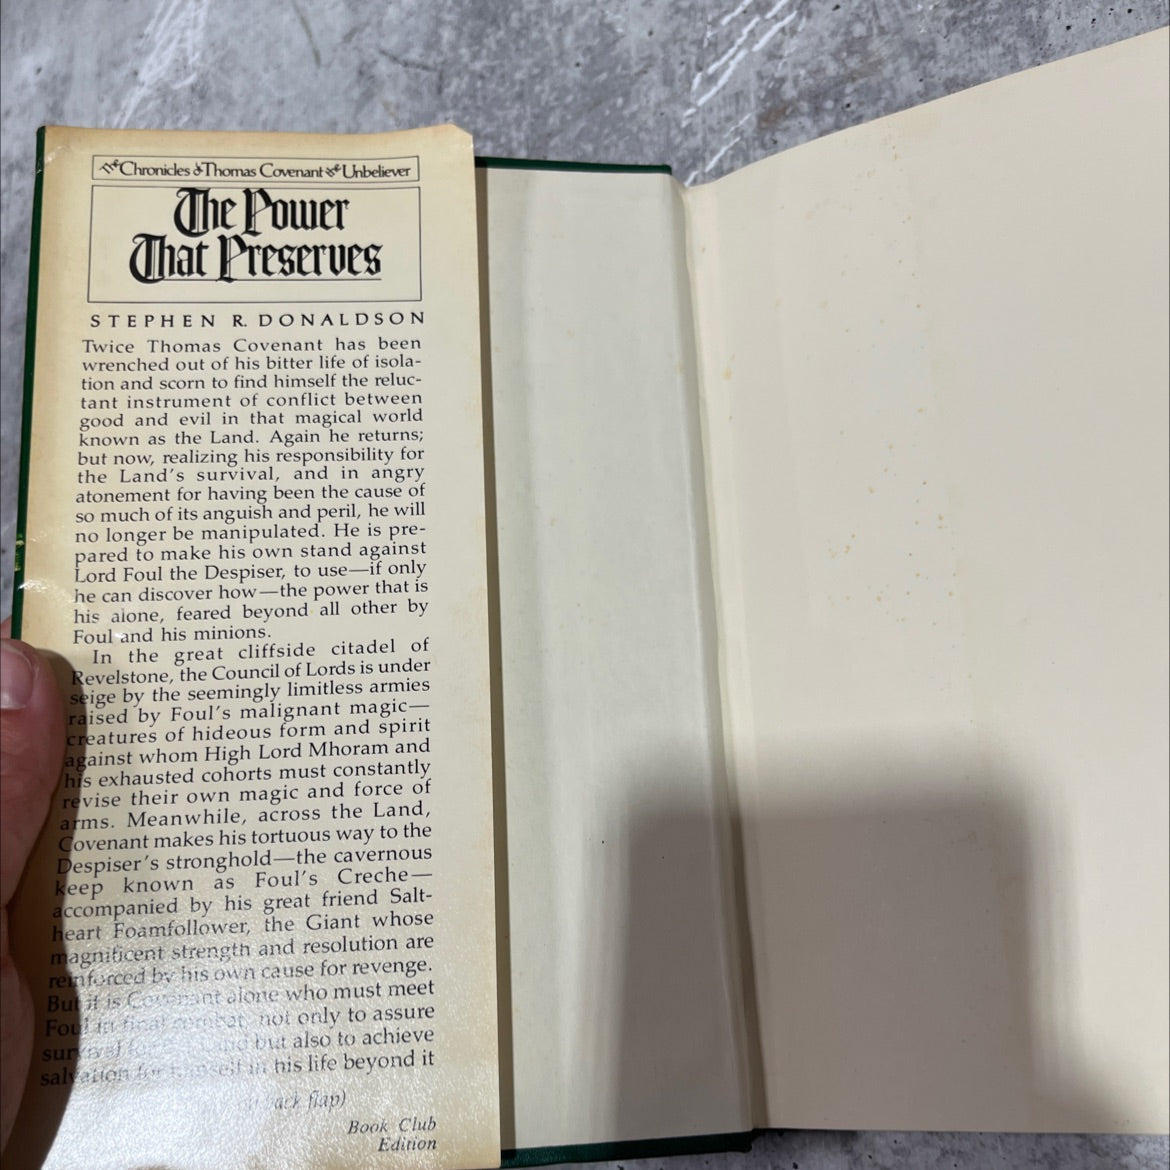 The Chronicles of Thomas Covenant the Unbeliever
The Power
That Preserves
STEPHEN R. DONALDSON
Twice Thomas Covenant has been
wrenched out of his bitter life of isola-
tion and scorn to find himself the reluc-
tant instrument of conflict between
good and evil in that magical world
known as the Land. Again he returns;
but now, realizing his responsibility for
the Land's survival, and in angry
atonement for having been the cause of
so much of its anguish and peril, he will
no longer be manipulated. He is pre-
pared to make his own stand against
Lord Foul the Despiser, to use—if only
he can discover how—the power that is
his alone, feared beyond all other by
Foul and his minions.
In the great cliffside citadel of
Revelstone, the Council of Lords is under
seige by the seemingly limitless armies
raised by Foul's malignant magic—
creatures of hideous form and spirit
against whom High Lord Mhoram and
his exhausted cohorts must constantly
revise their own magic and force of
arms. Meanwhile, across the Land,
Covenant makes his tortuous way to the
Despiser's stronghold—the cavernous
keep known as Foul's Creche—
accompanied by his great friend Salt-
heart Foamfollower, the Giant whose
magnificent strength and resolution are
reinforced by his own cause for revenge.
But it is Covenant alone who must meet
Foul in final combat, not only to assure
survival but also to achieve
salvation for himself in his life beyond it
back flap)
Book Club
Edition